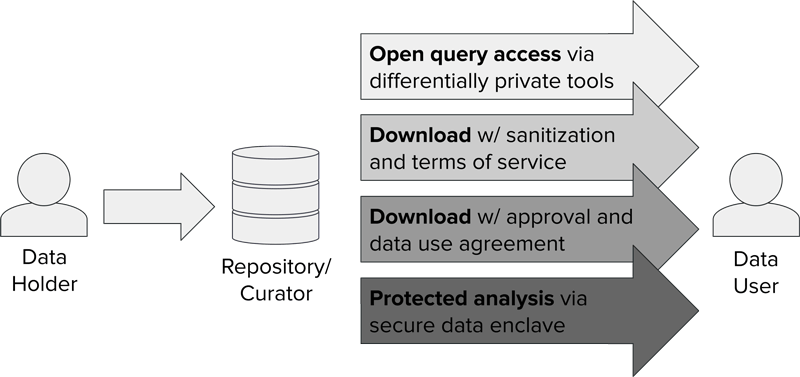 Open query access via
differentially private tools
Download w/ sanitization
and terms of service
Download w/ approval and
data use agreement
Protected analysis via
secure data enclave
Data
Holder
Repository/
Curator
Data
User